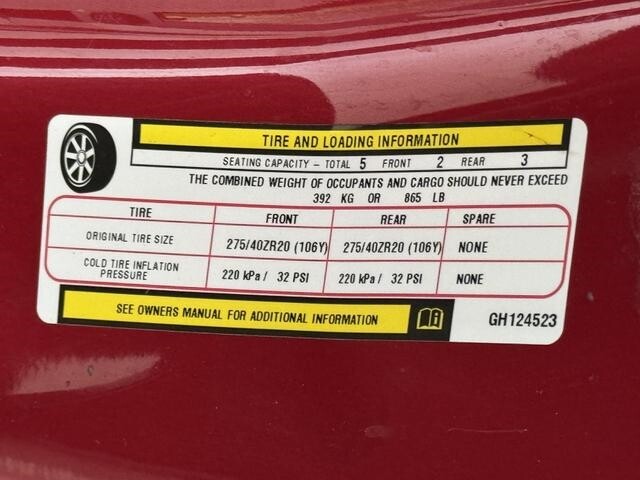 TIRE AND LOADING INFORMATION
SEATING CAPACITY – TOTAL 5 FRONT 2 REAR 3
THE COMBINED WEIGHT OF OCCUPANTS AND CARGO SHOULD NEVER EXCEED
392 KG OR 865 LB
TIRE FRONT REAR SPARE
ORIGINAL TIRE SIZE 275/40ZR20 (106Y) 275/40ZR20 (106Y) NONE
COLD TIRE INFLATION
PRESSURE 220 kPa / 32 PSI 220 kPa / 32 PSI NONE
SEE OWNERS MANUAL FOR ADDITIONAL INFORMATION GH124523